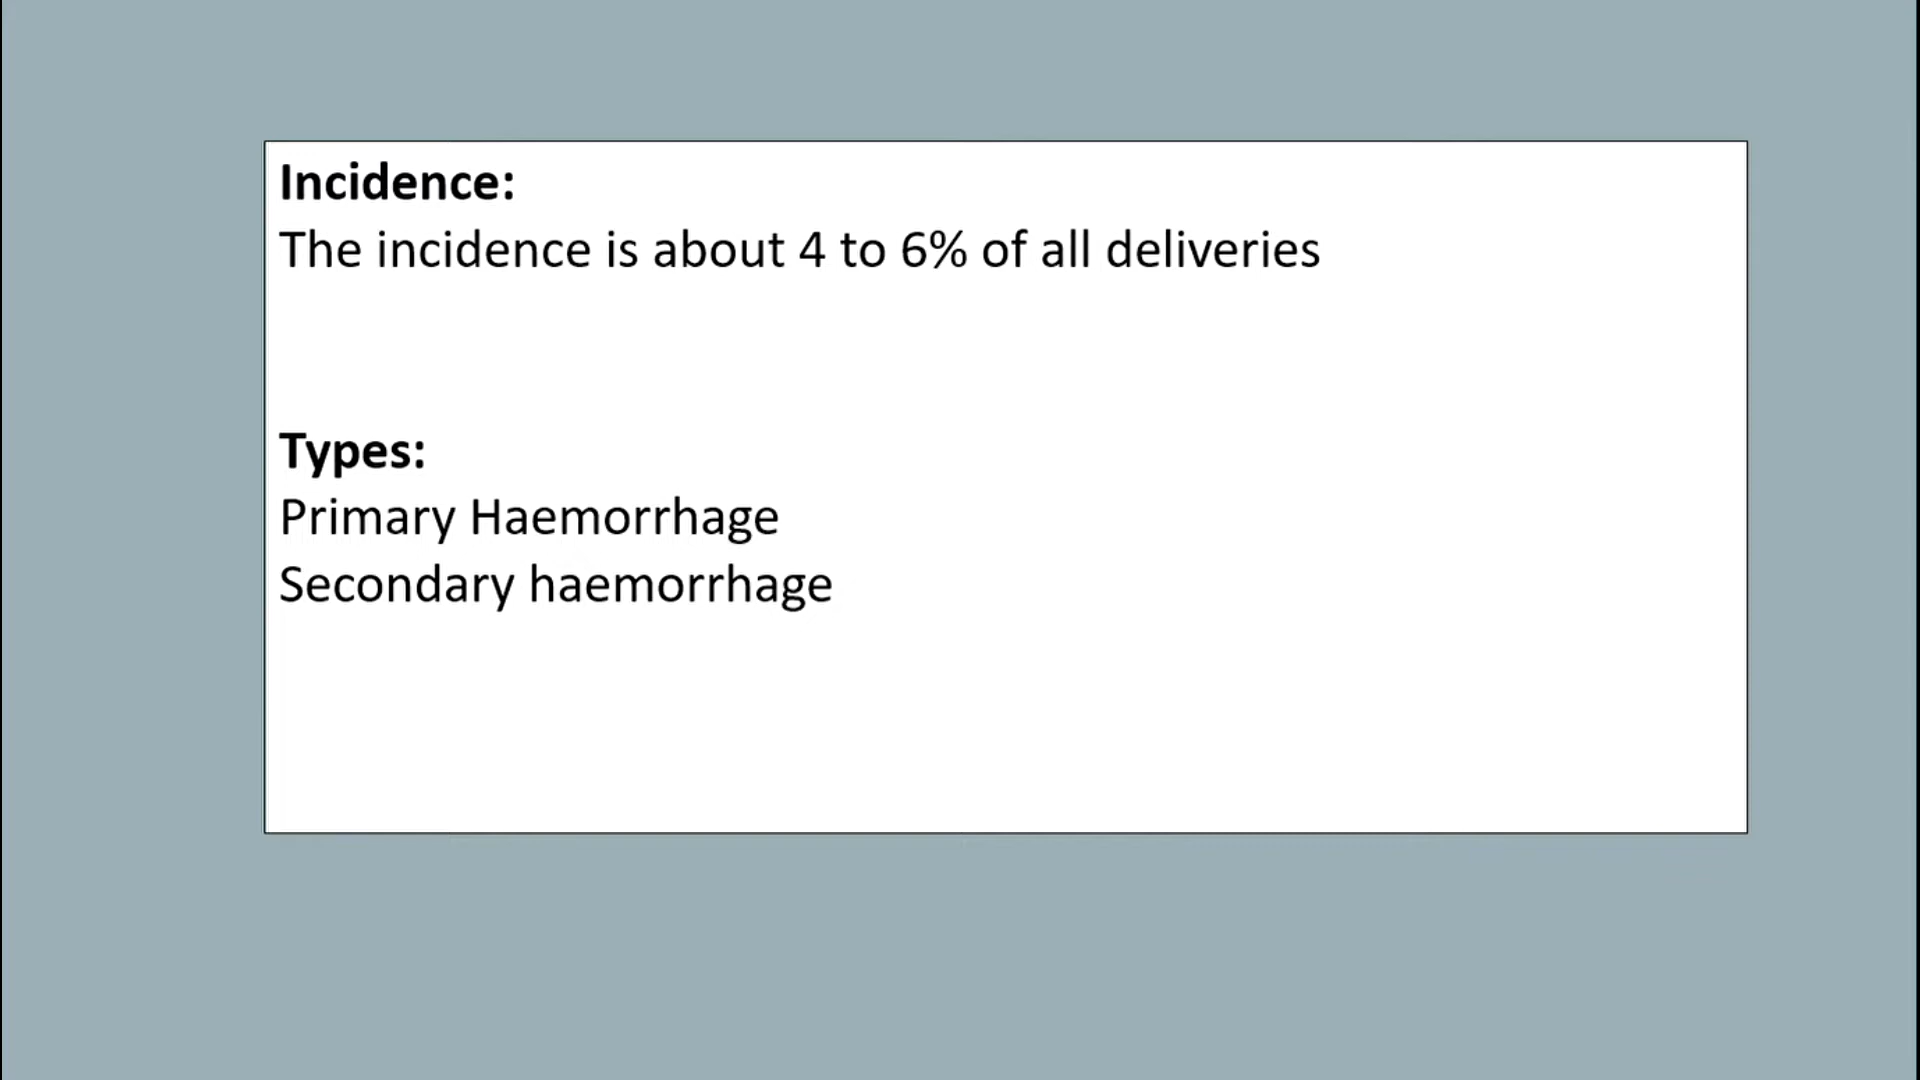 Incidence:
The incidence is about 4 to 6% of all deliveries
Types:
Primary Haemorrhage
Secondary haemorrhage